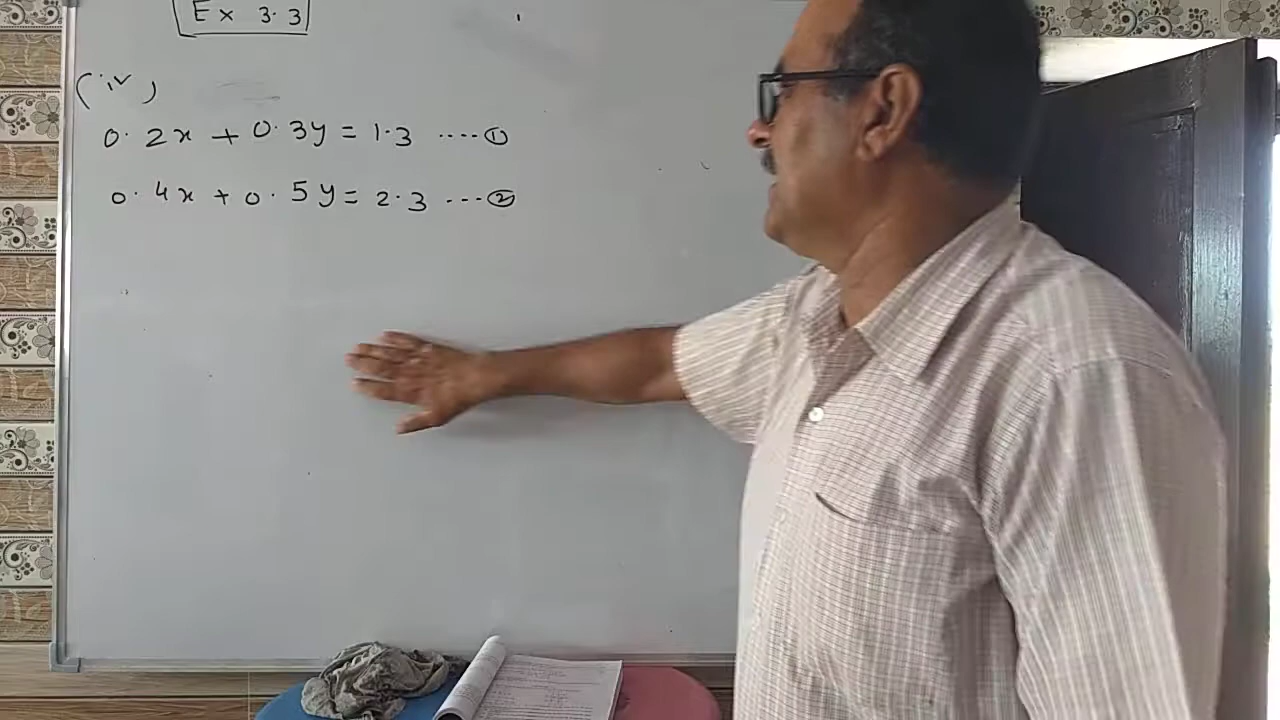 Ex 3.3
(iv)
0.2x + 0.3y = 1.3 ....①
0.4x + 0.5y = 2.3 ...②